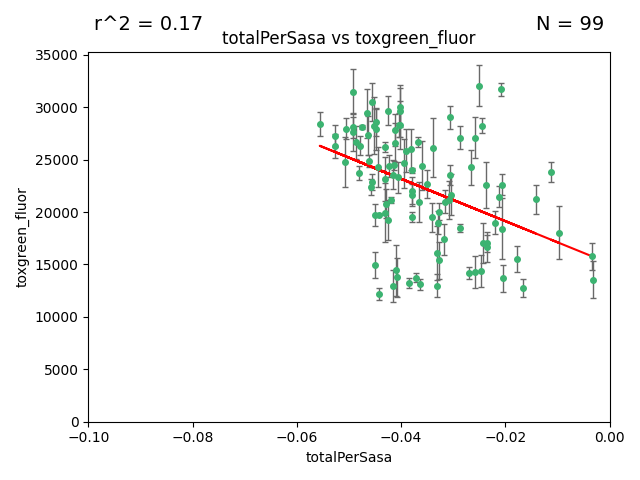 r^2 = 0.17
N = 99
totalPerSasa vs toxgreen_fluor
35000
30000
25000
20000
15000
10000
5000
0
toxgreen_fluor
−0.10 −0.08 −0.06 −0.04 −0.02 0.00
totalPerSasa